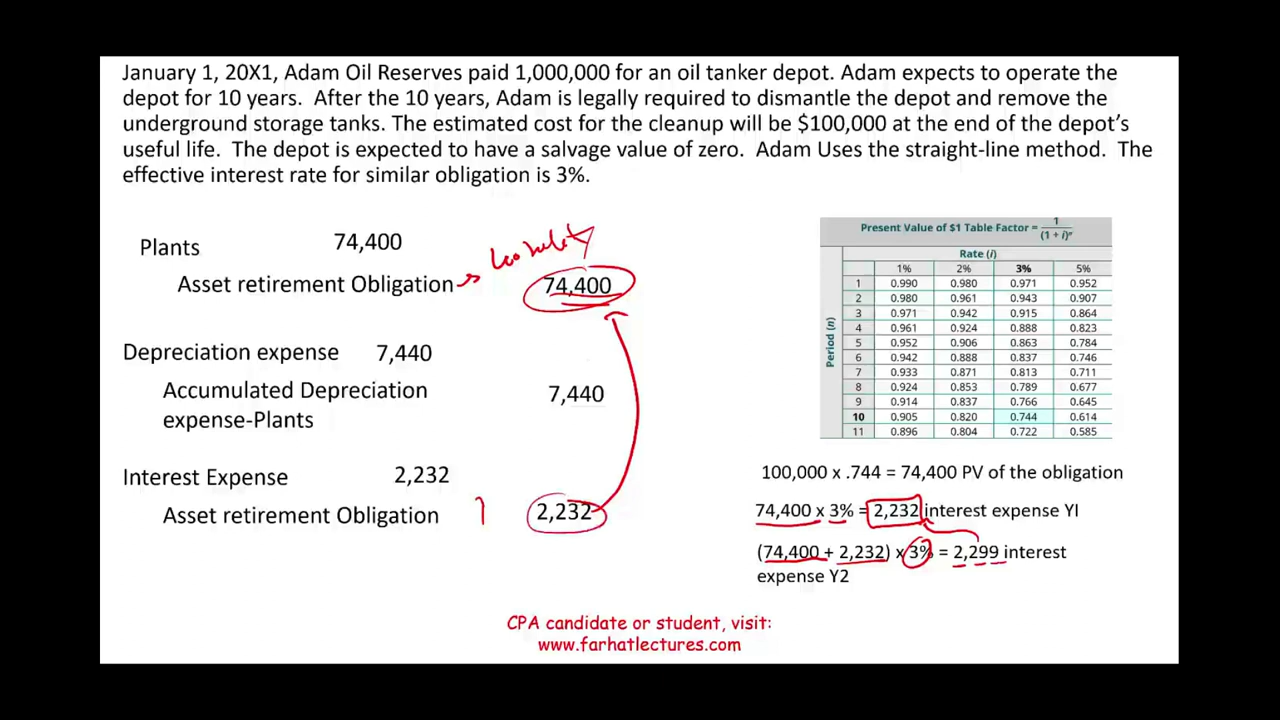 January 1, 20X1, Adam Oil Reserves paid 1,000,000 for an oil tanker depot. Adam expects to operate the
depot for 10 years. After the 10 years, Adam is legally required to dismantle the depot and remove the
underground storage tanks. The estimated cost for the cleanup will be $100,000 at the end of the depot's
useful life. The depot is expected to have a salvage value of zero. Adam Uses the straight-line method. The
effective interest rate for similar obligation is 3%.
Plants 74,400
Asset retirement Obligation 74,400
Depreciation expense 7,440
Accumulated Depreciation 7,440
expense-Plants
Interest Expense 2,232
Asset retirement Obligation 2,232
Present Value of $1 Table Factor = 1
(1 + i)ⁿ
Rate (i)
1% 2% 3% 5%
Period (n)
1 0.990 0.980 0.971 0.952
2 0.980 0.961 0.943 0.907
3 0.971 0.942 0.915 0.864
4 0.961 0.924 0.888 0.823
5 0.952 0.906 0.863 0.784
6 0.942 0.888 0.837 0.746
7 0.933 0.871 0.813 0.711
8 0.924 0.853 0.789 0.677
9 0.914 0.837 0.766 0.645
10 0.905 0.820 0.744 0.614
11 0.896 0.804 0.722 0.585
100,000 x .744 = 74,400 PV of the obligation
74,400 x 3% = 2,232 interest expense YI
(74,400 + 2,232) x 3% = 2,299 interest
expense Y2
CPA candidate or student, visit:
www.farhatlectures.com